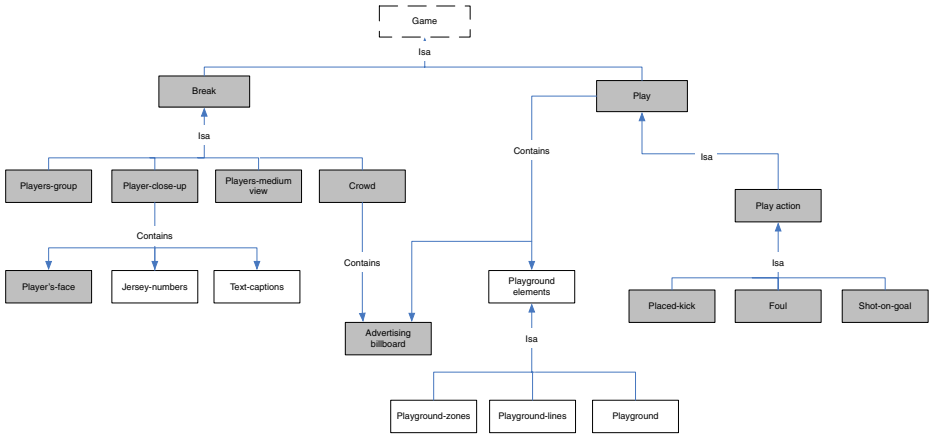 Game
Isa
Break
Play
Isa
Contains
Isa
Players-group
Player-close-up
Players-medium
view
Crowd
Play action
Contains
Contains
Isa
Player's-face
Jersey-numbers
Text-captions
Playground
elements
Placed-kick
Foul
Shot-on-goal
Advertising
billboard
Isa
Playground-zones
Playground-lines
Playground